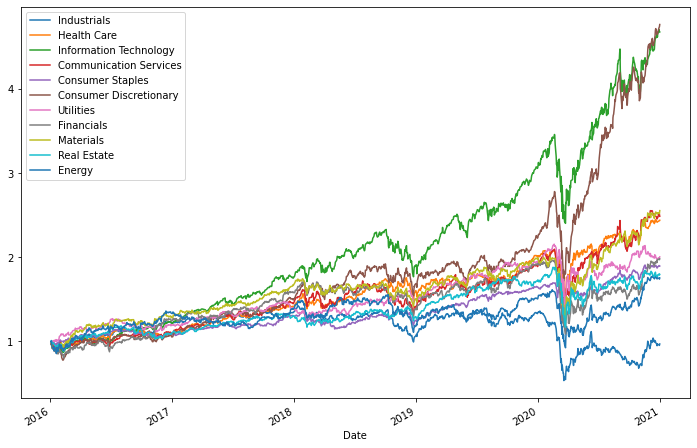 Industrials
Health Care
Information Technology
Communication Services
Consumer Staples
Consumer Discretionary
Utilities
Financials
Materials
Real Estate
Energy
4
3
2
1
2016
2017
2018
2019
2020
2021
Date